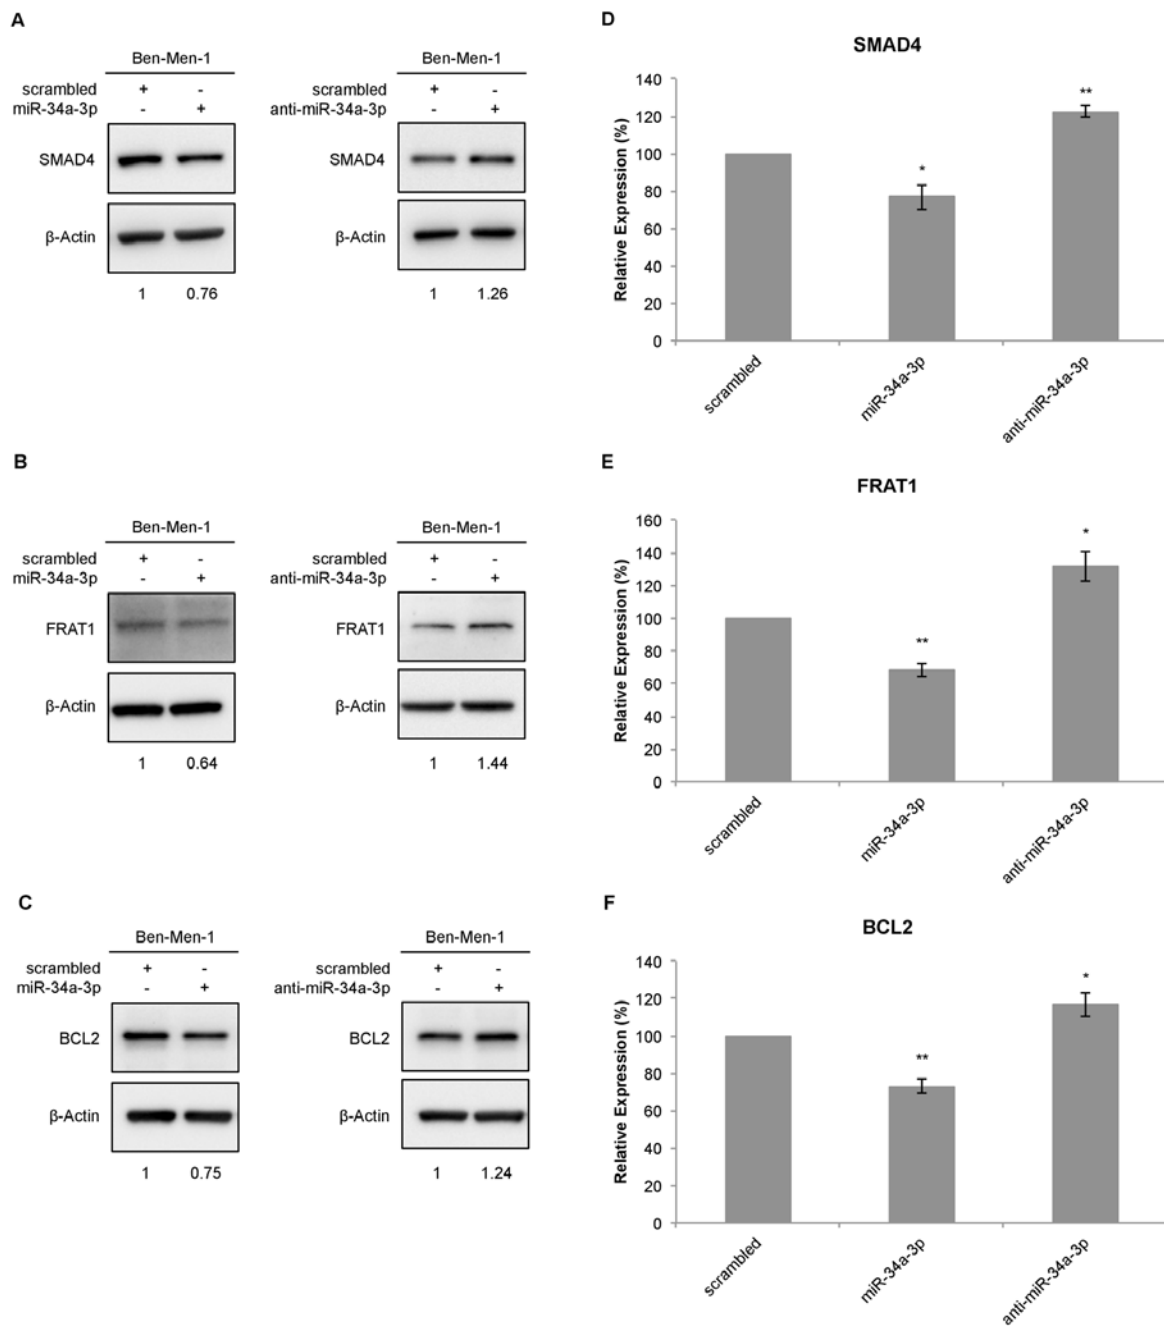 A
Ben-Men-1
scrambled + -
miR-34a-3p - +
SMAD4
β-Actin
1 0.76
Ben-Men-1
scrambled + -
anti-miR-34a-3p - +
SMAD4
β-Actin
1 1.26
D
SMAD4
Relative Expression (%)
140
120
100
80
60
40
20
0
*
**
scrambled
miR-34a-3p
anti-miR-34a-3p
B
Ben-Men-1
scrambled + -
miR-34a-3p - +
FRAT1
β-Actin
1 0.64
Ben-Men-1
scrambled + -
anti-miR-34a-3p - +
FRAT1
β-Actin
1 1.44
E
FRAT1
Relative Expression (%)
160
140
120
100
80
60
40
20
0
**
*
scrambled
miR-34a-3p
anti-miR-34a-3p
C
Ben-Men-1
scrambled + -
miR-34a-3p - +
BCL2
β-Actin
1 0.75
Ben-Men-1
scrambled + -
anti-miR-34a-3p - +
BCL2
β-Actin
1 1.24
F
BCL2
Relative Expression (%)
140
120
100
80
60
40
20
0
**
*
scrambled
miR-34a-3p
anti-miR-34a-3p